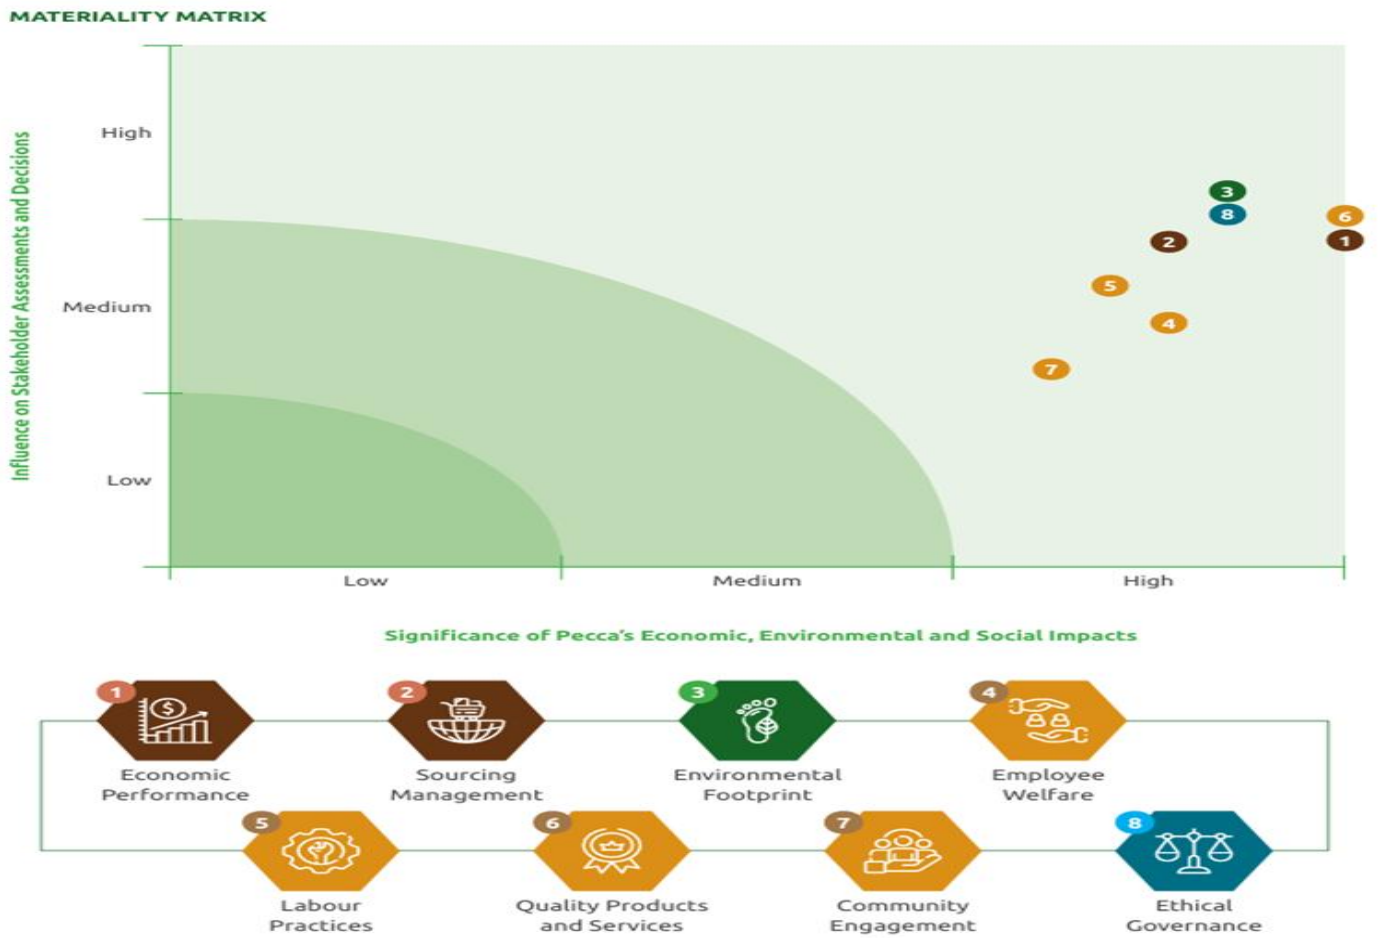 MATERIALITY MATRIX
Influence on Stakeholder Assessments and Decisions
High
Medium
Low
3
8
6
2
1
5
4
7
Low
Medium
High
Significance of Pecca's Economic, Environmental and Social Impacts
1
2
3
4
Economic
Performance
Sourcing
Management
Environmental
Footprint
Employee
Welfare
5
6
7
8
Labour
Practices
Quality Products
and Services
Community
Engagement
Ethical
Governance